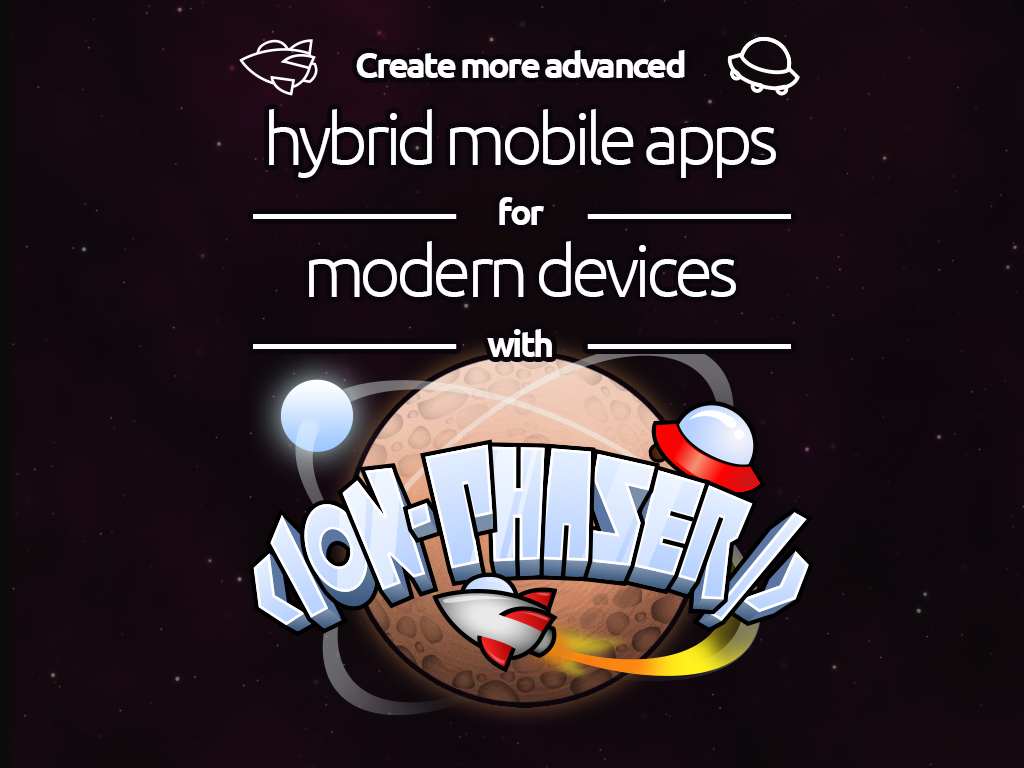 Create more advanced
hybrid mobile apps
for
modern devices
with
<ION-PHASER/>